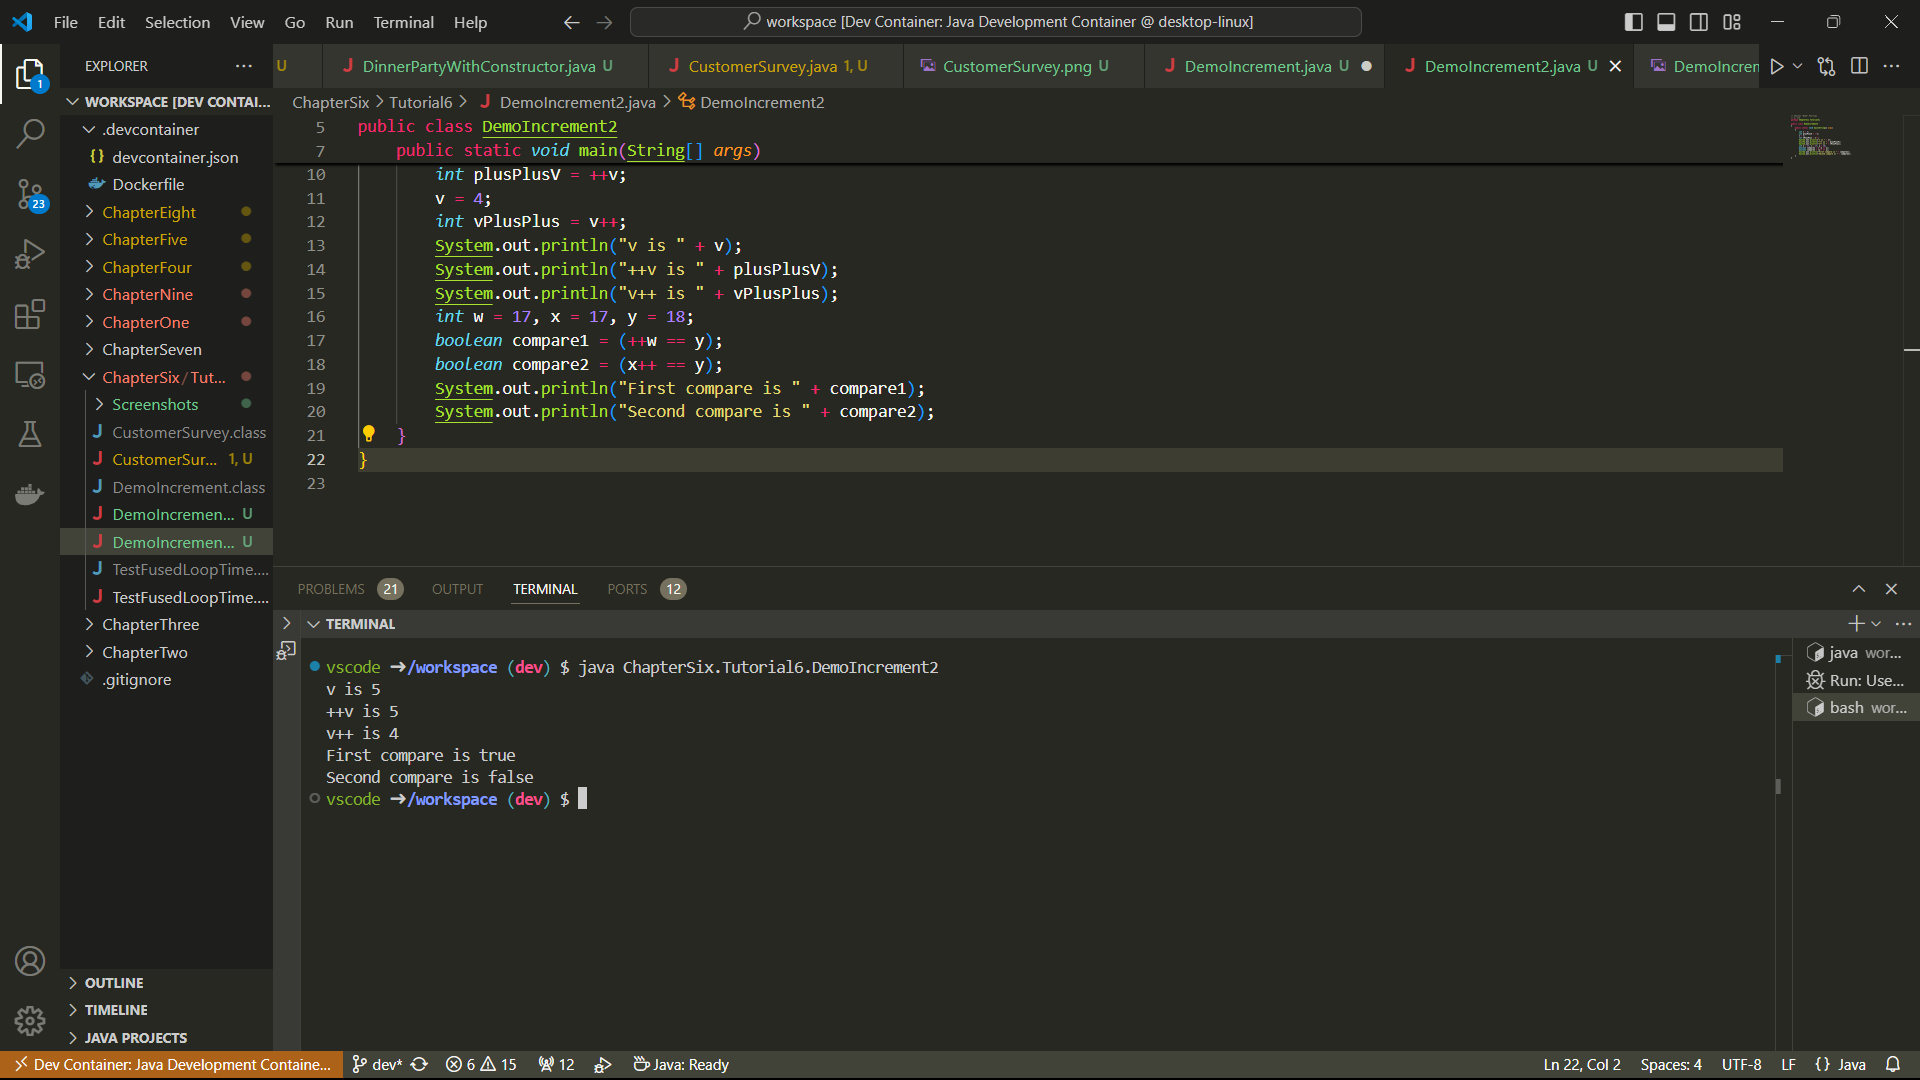 File Edit Selection View Go Run Terminal Help
workspace [Dev Container: Java Development Container @ desktop-linux]
EXPLORER
U
J DinnerPartyWithConstructor.java U
J CustomerSurvey.java 1, U
CustomerSurvey.png U
J DemoIncrement.java U
J DemoIncrement2.java U
DemoIncrem
1
23
WORKSPACE [DEV CONTAI...
.devcontainer
{} devcontainer.json
Dockerfile
ChapterEight
ChapterFive
ChapterFour
ChapterNine
ChapterOne
ChapterSeven
ChapterSix / Tut...
Screenshots
J CustomerSurvey.class
J CustomerSur... 1, U
J DemoIncrement.class
J DemoIncremen... U
J DemoIncremen... U
J TestFusedLoopTime....
J TestFusedLoopTime....
ChapterThree
ChapterTwo
.gitignore
OUTLINE
TIMELINE
JAVA PROJECTS
ChapterSix > Tutorial6 > J DemoIncrement2.java > DemoIncrement2
5 public class DemoIncrement2
7 public static void main(String[] args)
10 int plusPlusV = ++v;
11 v = 4;
12 int vPlusPlus = v++;
13 System.out.println("v is " + v);
14 System.out.println("++v is " + plusPlusV);
15 System.out.println("v++ is " + vPlusPlus);
16 int w = 17, x = 17, y = 18;
17 boolean compare1 = (++w == y);
18 boolean compare2 = (x++ == y);
19 System.out.println("First compare is " + compare1);
20 System.out.println("Second compare is " + compare2);
21 }
22 }
23
PROBLEMS 21 OUTPUT TERMINAL PORTS 12
TERMINAL
vscode ➜/workspace (dev) $ java ChapterSix.Tutorial6.DemoIncrement2
v is 5
++v is 5
v++ is 4
First compare is true
Second compare is false
vscode ➜/workspace (dev) $
java wor...
Run: Use...
bash wor...
Dev Container: Java Development Containe... dev* 6 15 12 Java: Ready
Ln 22, Col 2 Spaces: 4 UTF-8 LF {} Java